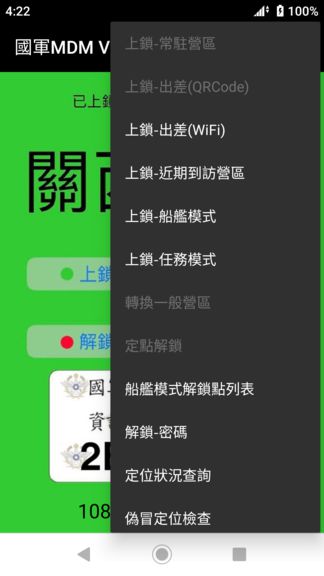 4:22
100%
國軍MDM V
已上鎖
上鎖-常駐營區
上鎖-出差(QRCode)
上鎖-出差(WiFi)
上鎖-近期到訪營區
上鎖-船艦模式
上鎖-任務模式
轉換一般營區
定點解鎖
船艦模式解鎖點列表
解鎖-密碼
定位狀況查詢
偽冒定位檢查
關西
上鎖
解鎖
國
資
2
108